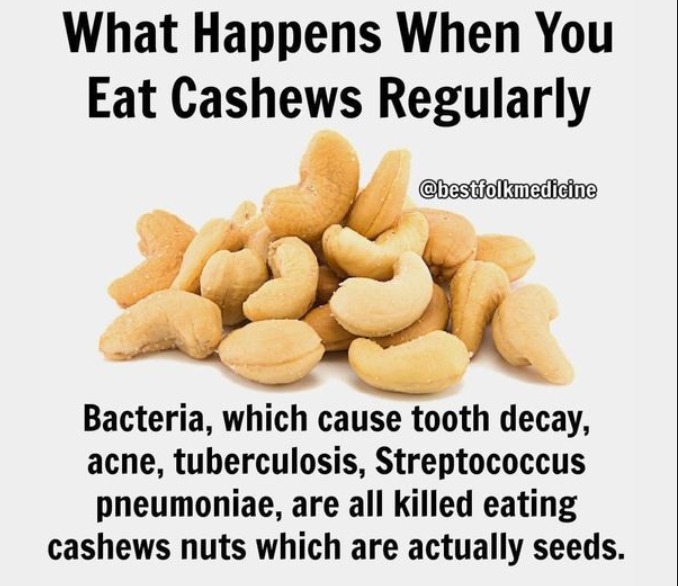 What Happens When You
Eat Cashews Regularly
@bestfolkmedicine
Bacteria, which cause tooth decay,
acne, tuberculosis, Streptococcus
pneumoniae, are all killed eating
cashews nuts which are actually seeds.